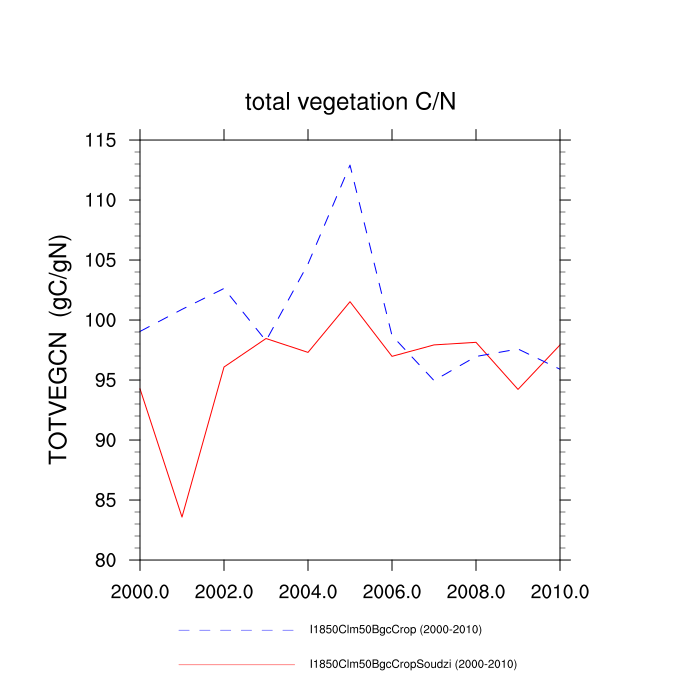 total vegetation C/N
TOTVEGCN (gC/gN)
115
110
105
100
95
90
85
80
2000.0 2002.0 2004.0 2006.0 2008.0 2010.0
I1850Clm50BgcCrop (2000-2010)
I1850Clm50BgcCropSoudzi (2000-2010)